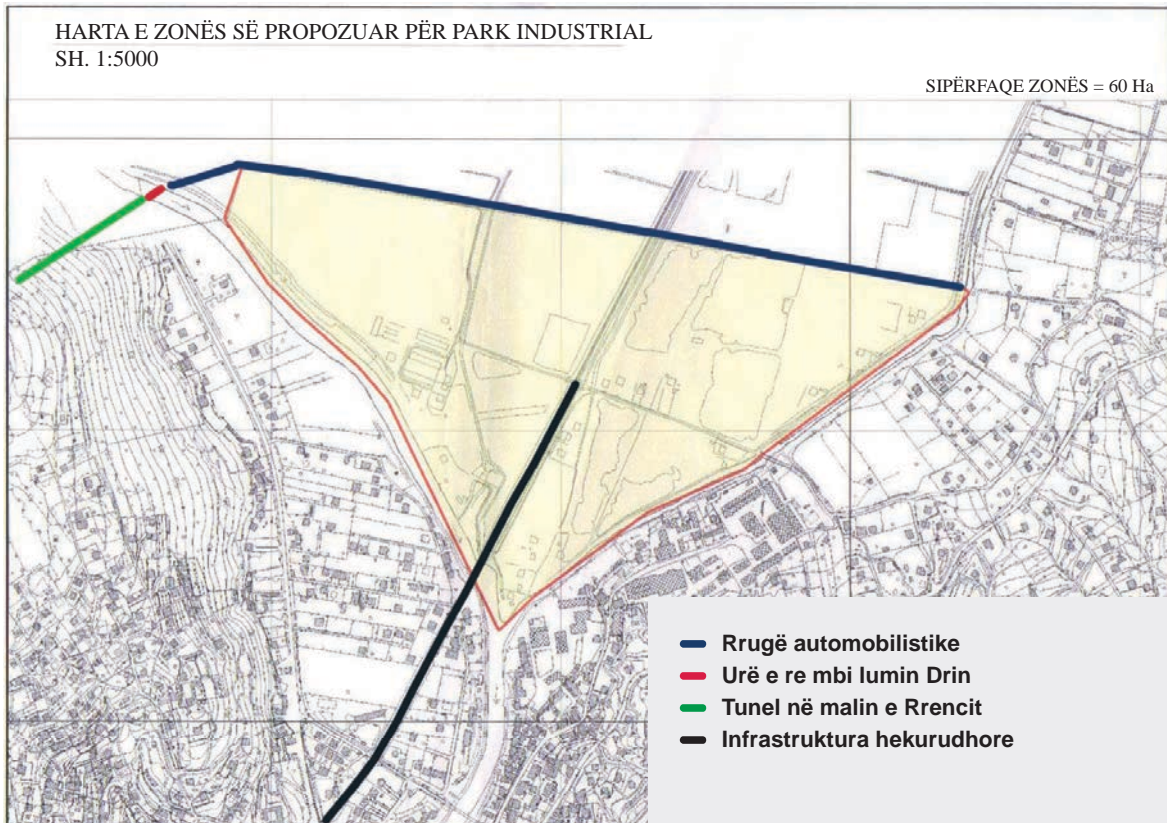 HARTA E ZONËS SË PROPOZUAR PËR PARK INDUSTRIAL
SH. 1:5000
SIPËRFAQE ZONËS = 60 Ha
Rrugë automobilistike
Urë e re mbi lumin Drin
Tunel në malin e Rrencit
Infrastruktura hekurudhore